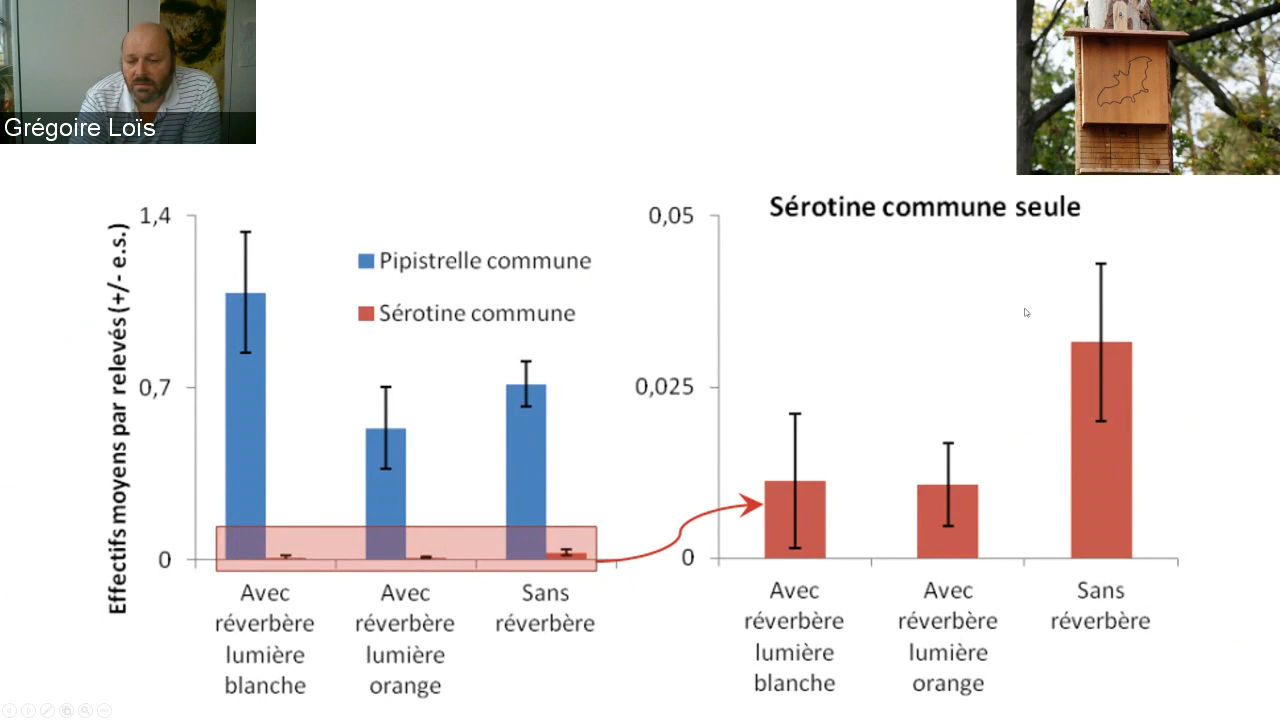 Grégoire Loïs
Effectifs moyens par relevés (+/- e.s.)
1,4
0,7
0
Pipistrelle commune
Sérotine commune
Avec
réverbère
lumière
blanche
Avec
réverbère
lumière
orange
Sans
réverbère
Sérotine commune seule
0,05
0,025
0
Avec
réverbère
lumière
blanche
Avec
réverbère
lumière
orange
Sans
réverbère